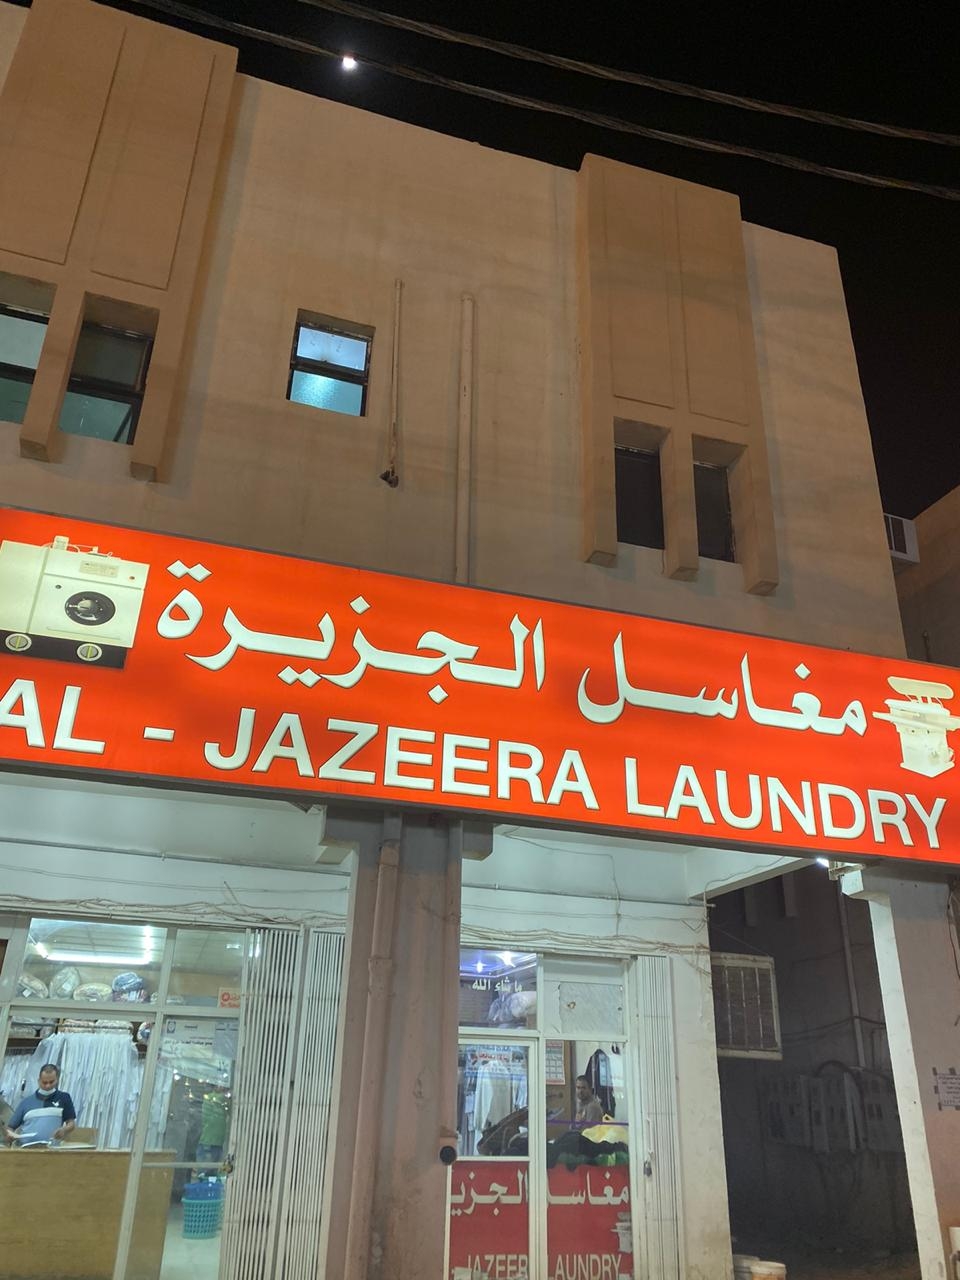 مغاسل الجزيرة
AL - JAZEERA LAUNDRY
ما شاء الله
مغاسل الجزير
JAZEERA LAUNDRY